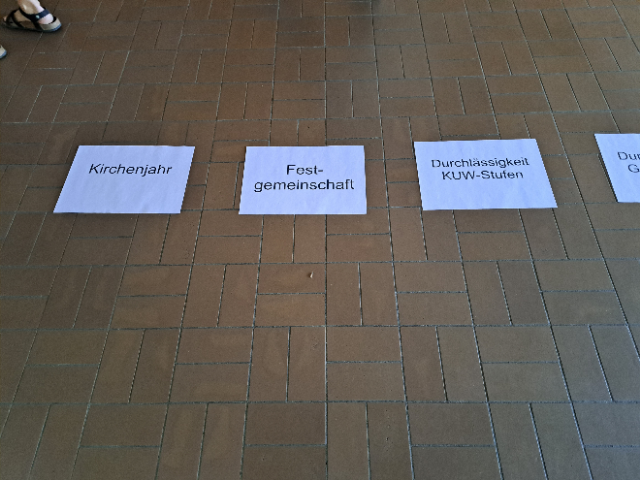 Kirchenjahr
Fest-
gemeinschaft
Durchlässigkeit
KUW-Stufen